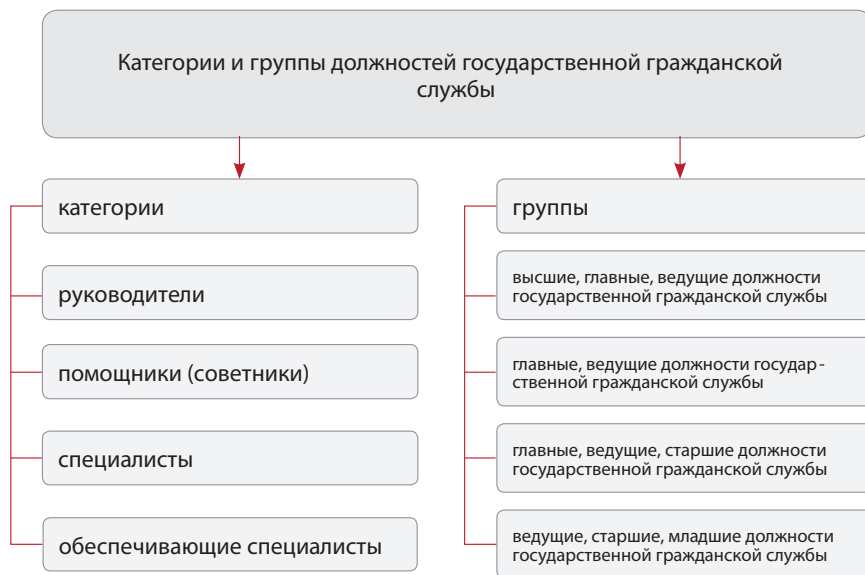 Категории и группы должностей государственной гражданской
службы
категории
руководители
помощники (советники)
специалисты
обеспечивающие специалисты
группы
высшие, главные, ведущие должности
государственной гражданской службы
главные, ведущие должности государ-
ственной гражданской службы
главные, ведущие, старшие должности
государственной гражданской службы
ведущие, старшие, младшие должности
государственной гражданской службы